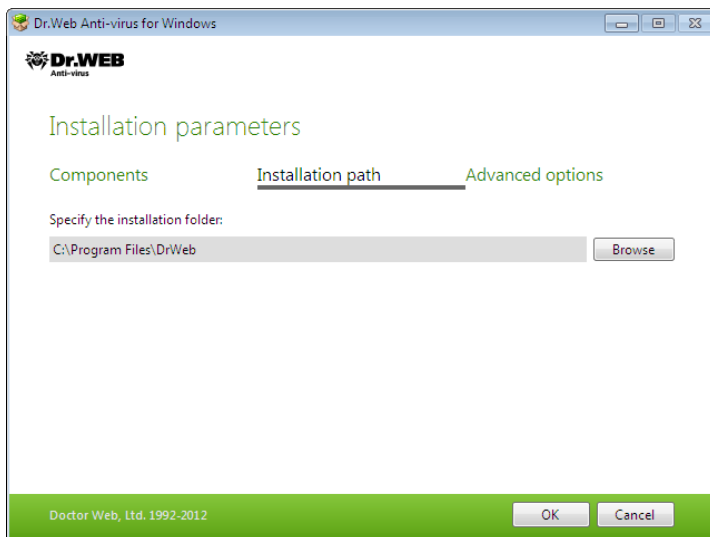 Dr.Web Anti-virus for Windows
Dr.WEB
Anti-virus
Installation parameters
Components Installation path Advanced options
Specify the installation folder:
C:\Program Files\DrWeb Browse
Doctor Web, Ltd. 1992-2012 OK Cancel